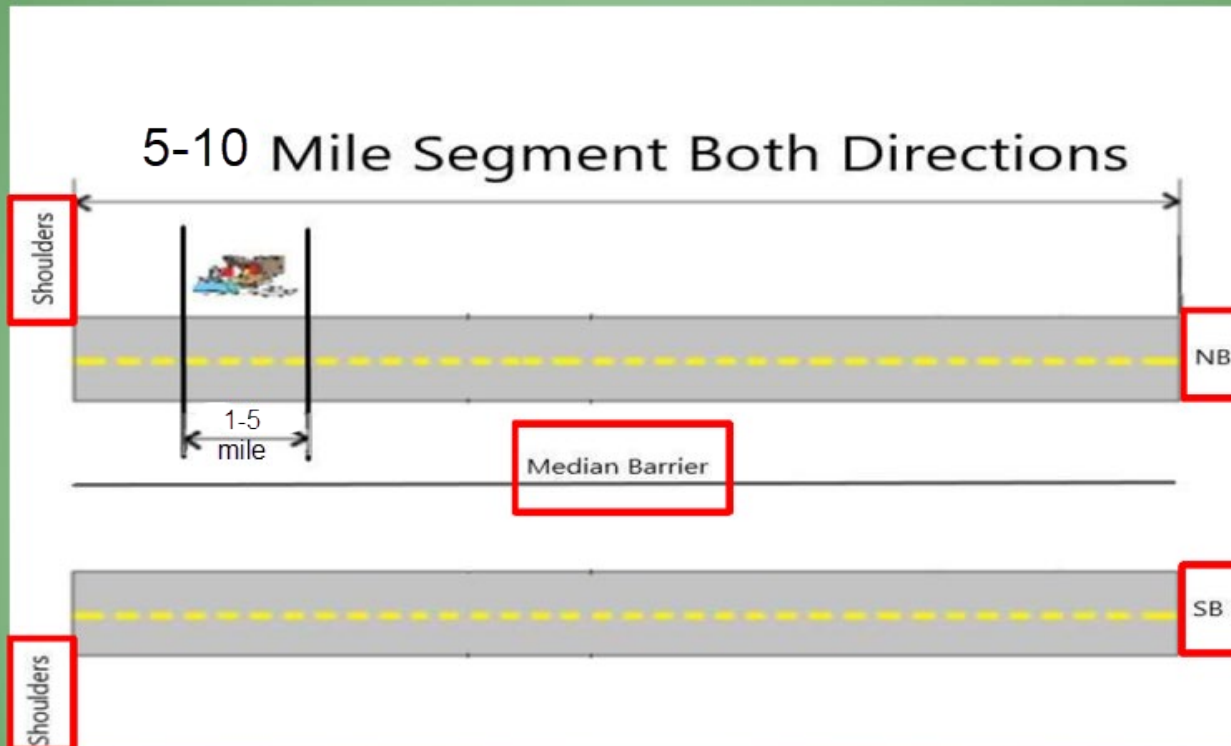 5-10 Mile Segment Both Directions
Shoulders
NB
1-5
mile
Median Barrier
SB
Shoulders